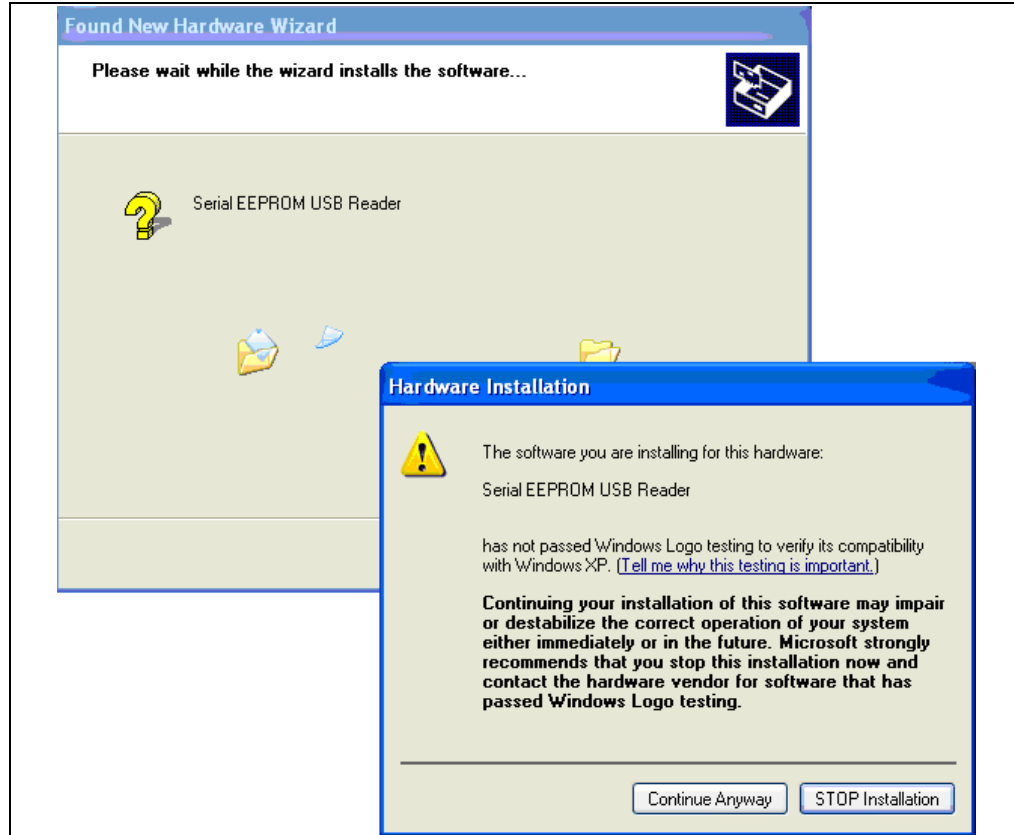 Found New Hardware Wizard
Please wait while the wizard installs the software...
Serial EEPROM USB Reader
Hardware Installation
The software you are installing for this hardware:
Serial EEPROM USB Reader
has not passed Windows Logo testing to verify its compatibility
with Windows XP. (Tell me why this testing is important.)
Continuing your installation of this software may impair
or destabilize the correct operation of your system
either immediately or in the future. Microsoft strongly
recommends that you stop this installation now and
contact the hardware vendor for software that has
passed Windows Logo testing.
Continue Anyway STOP Installation